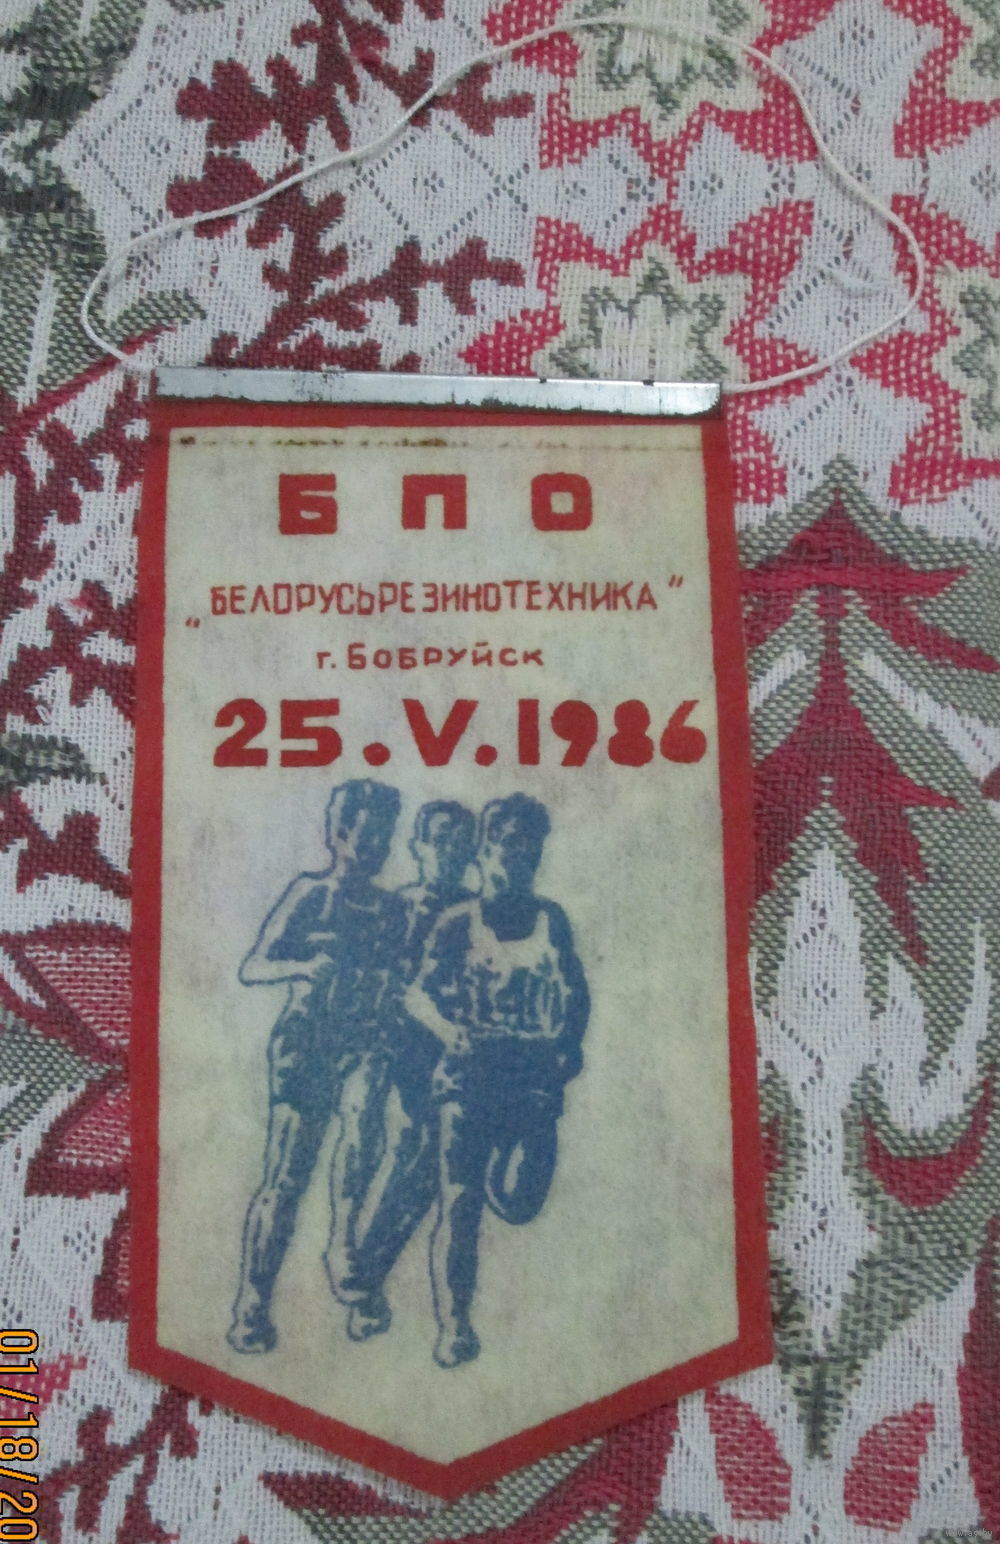 БПО
„БЕЛОРУСЬРЕЗИНОТЕХНИКА"
г. БОБРУЙСК
25.V.1986
01/18/20